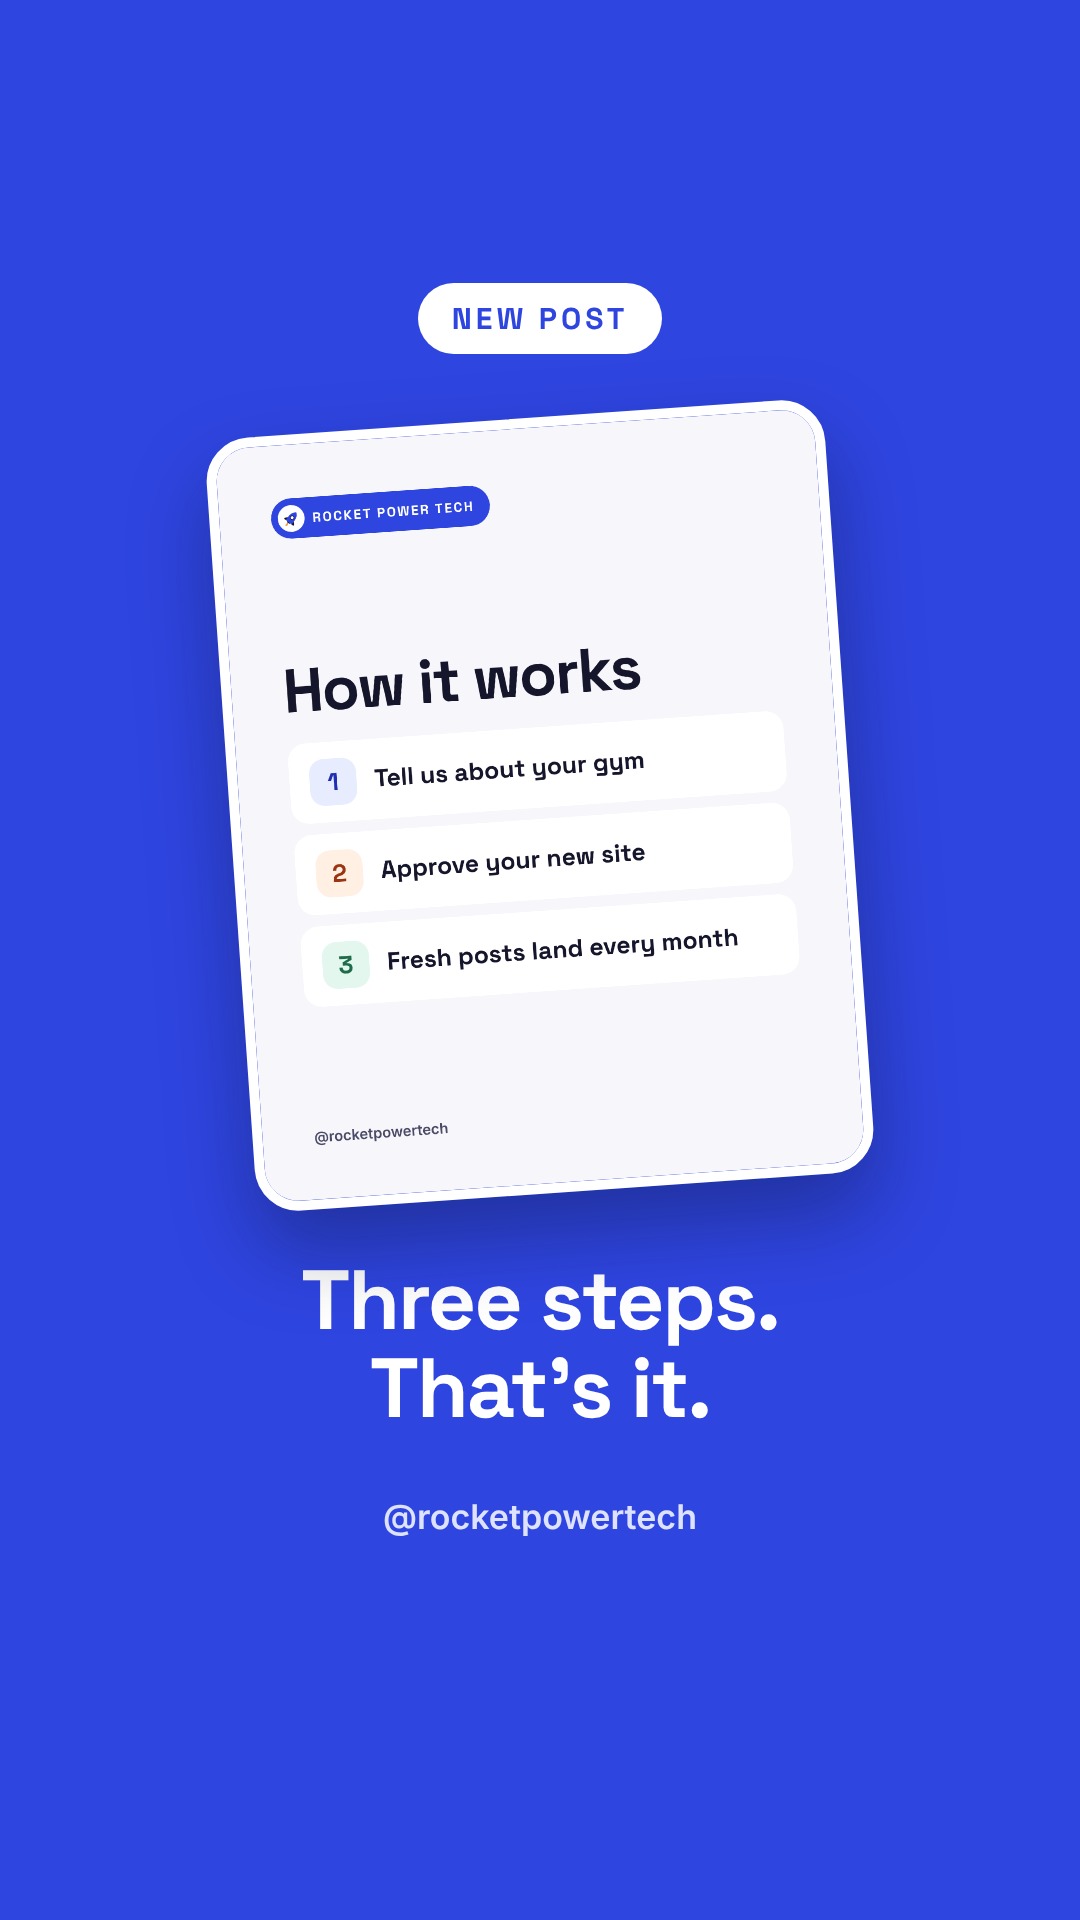 NEW POST
ROCKET POWER TECH
How it works
1 Tell us about your gym
2 Approve your new site
3 Fresh posts land every month
@rocketpowertech
Three steps.
That’s it.
@rocketpowertech